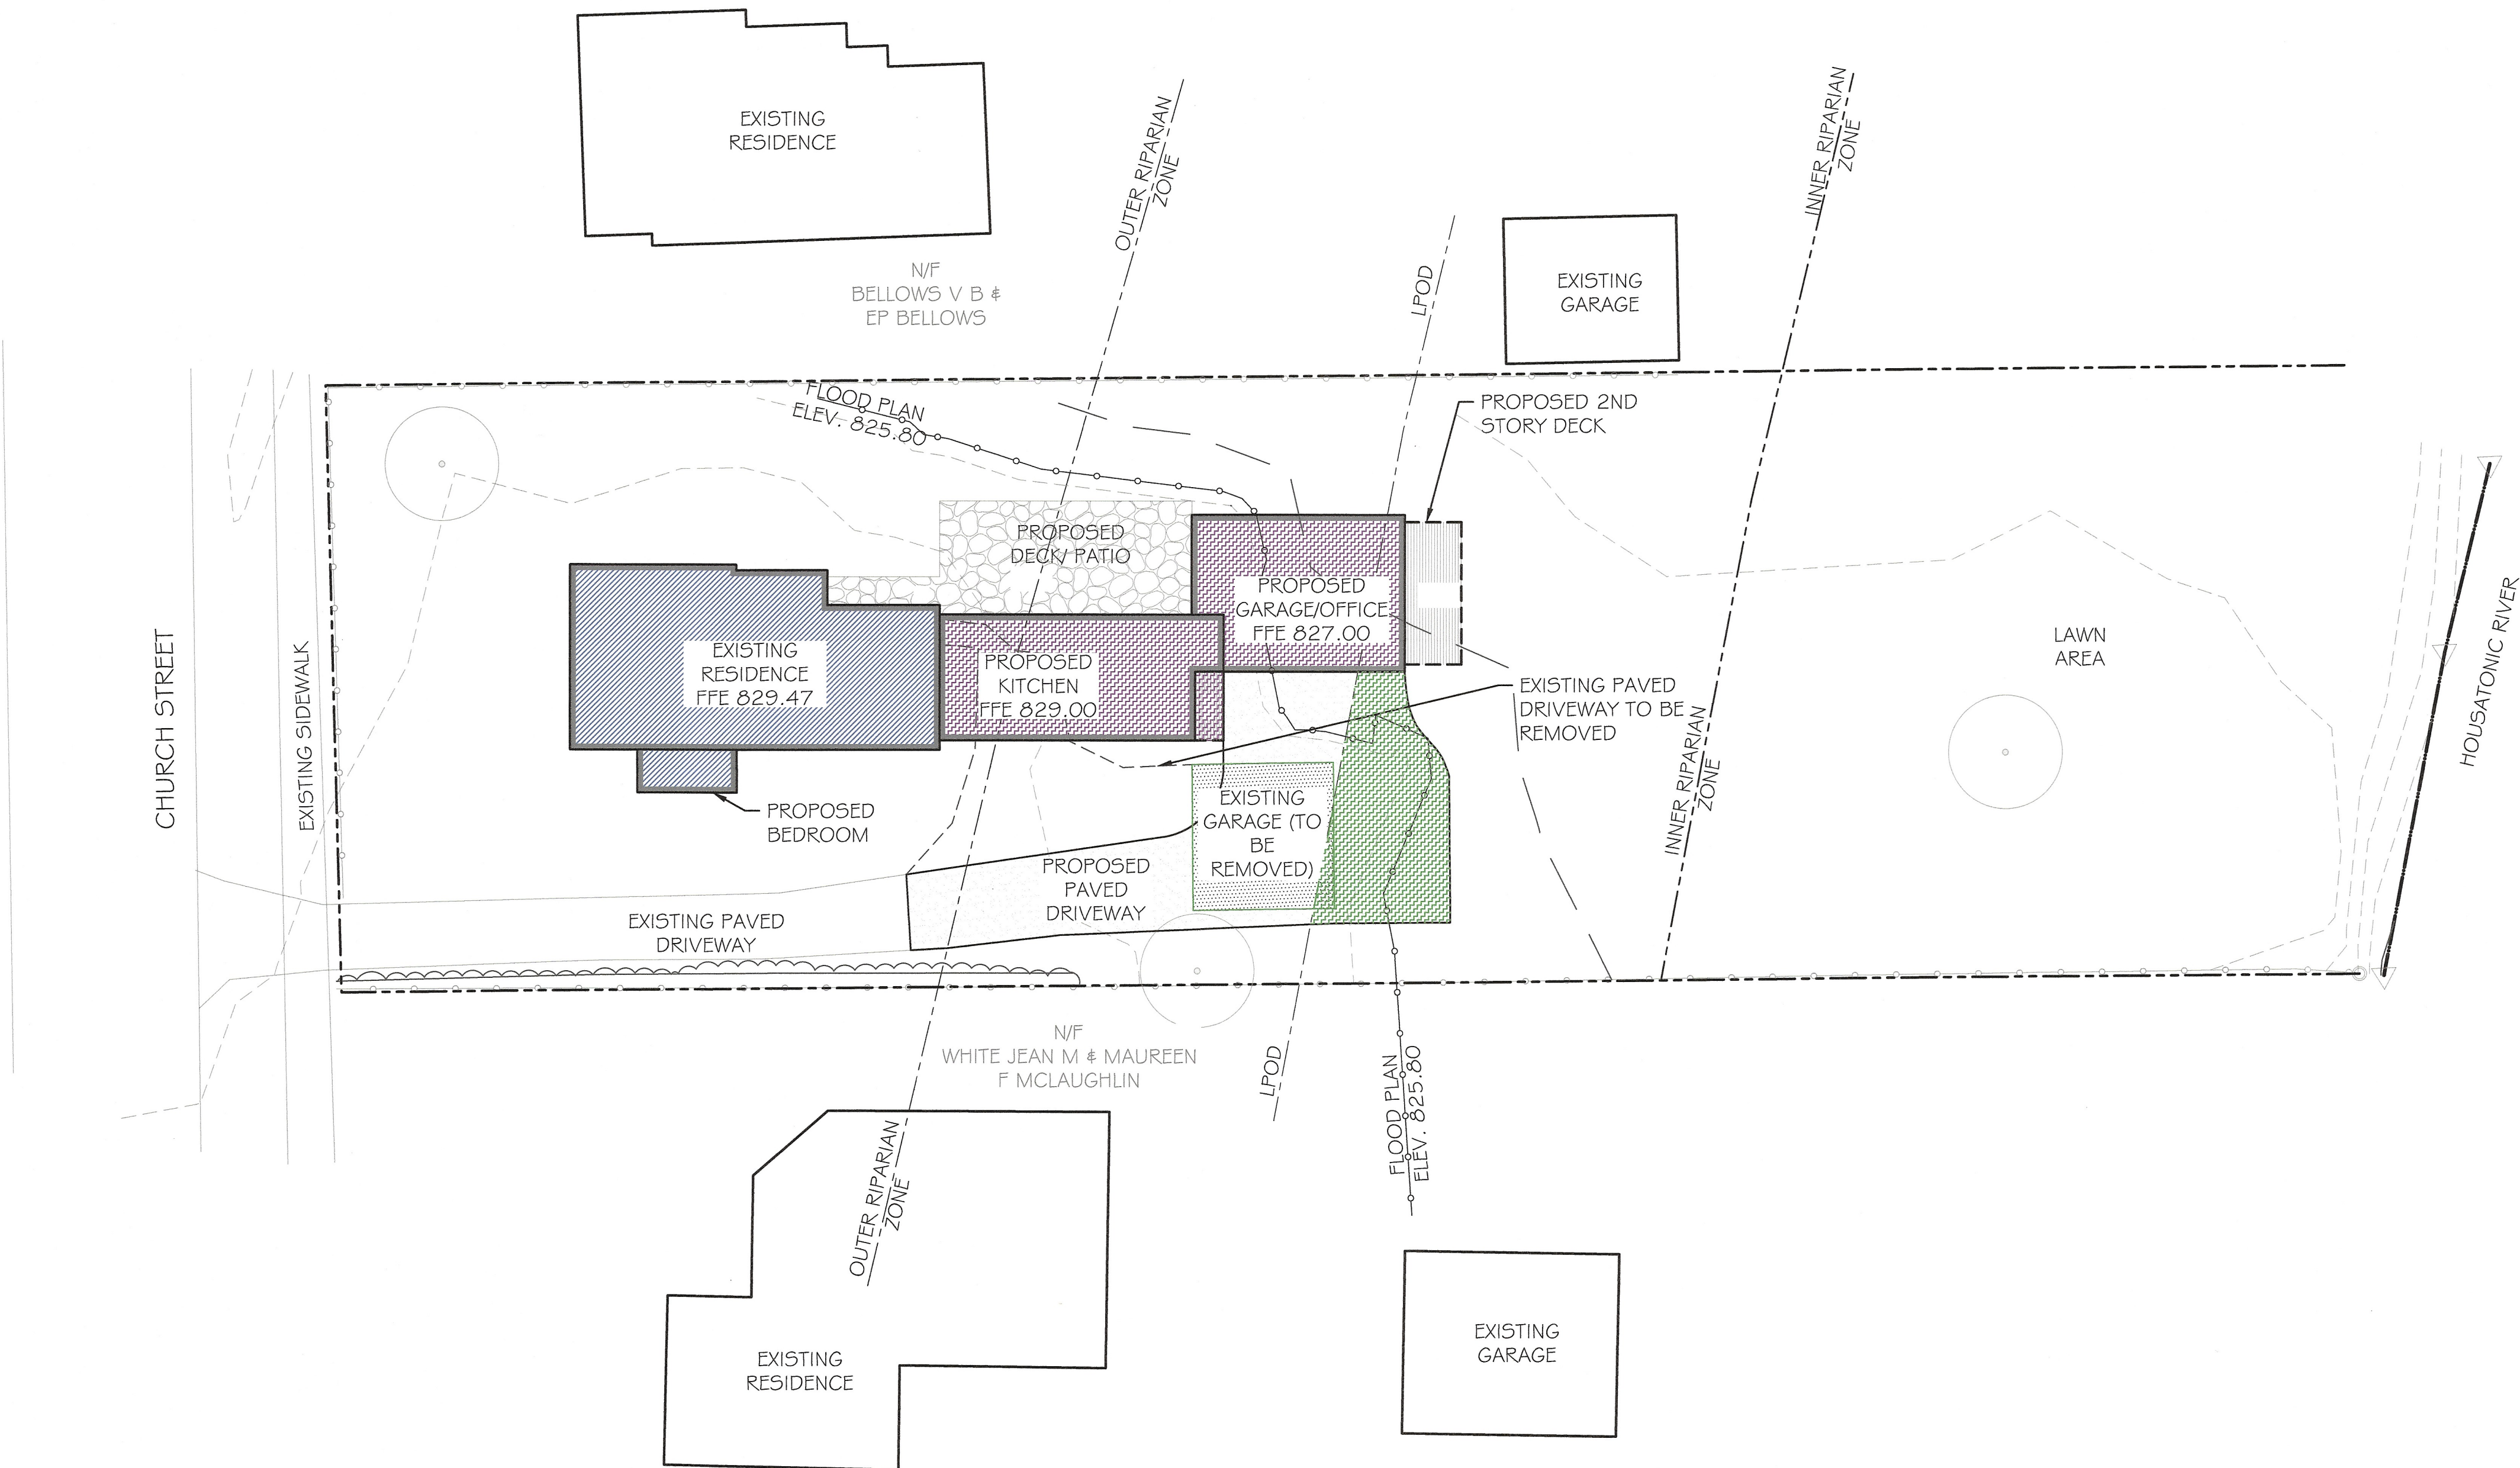 EXISTING
RESIDENCE
OUTER RIPARIAN
ZONE
INNER RIPARIAN
ZONE
N/F
BELLOWS V B &
EP BELLOWS
LPOD
EXISTING
GARAGE
FLOOD PLAN
ELEV. 825.80
PROPOSED 2ND
STORY DECK
PROPOSED
DECK/ PATIO
PROPOSED
GARAGE/OFFICE
FFE 827.00
EXISTING
RESIDENCE
FFE 829.47
PROPOSED
KITCHEN
FFE 829.00
CHURCH STREET
EXISTING SIDEWALK
EXISTING PAVED
DRIVEWAY TO BE
REMOVED
LAWN
AREA
HOUSATONIC RIVER
INNER RIPARIAN
ZONE
PROPOSED
BEDROOM
EXISTING
GARAGE (TO
BE
REMOVED)
PROPOSED
PAVED
DRIVEWAY
EXISTING PAVED
DRIVEWAY
N/F
WHITE JEAN M & MAUREEN
F MCLAUGHLIN
LPOD
FLOOD PLAN
ELEV. 825.80
OUTER RIPARIAN
ZONE
EXISTING
RESIDENCE
EXISTING
GARAGE